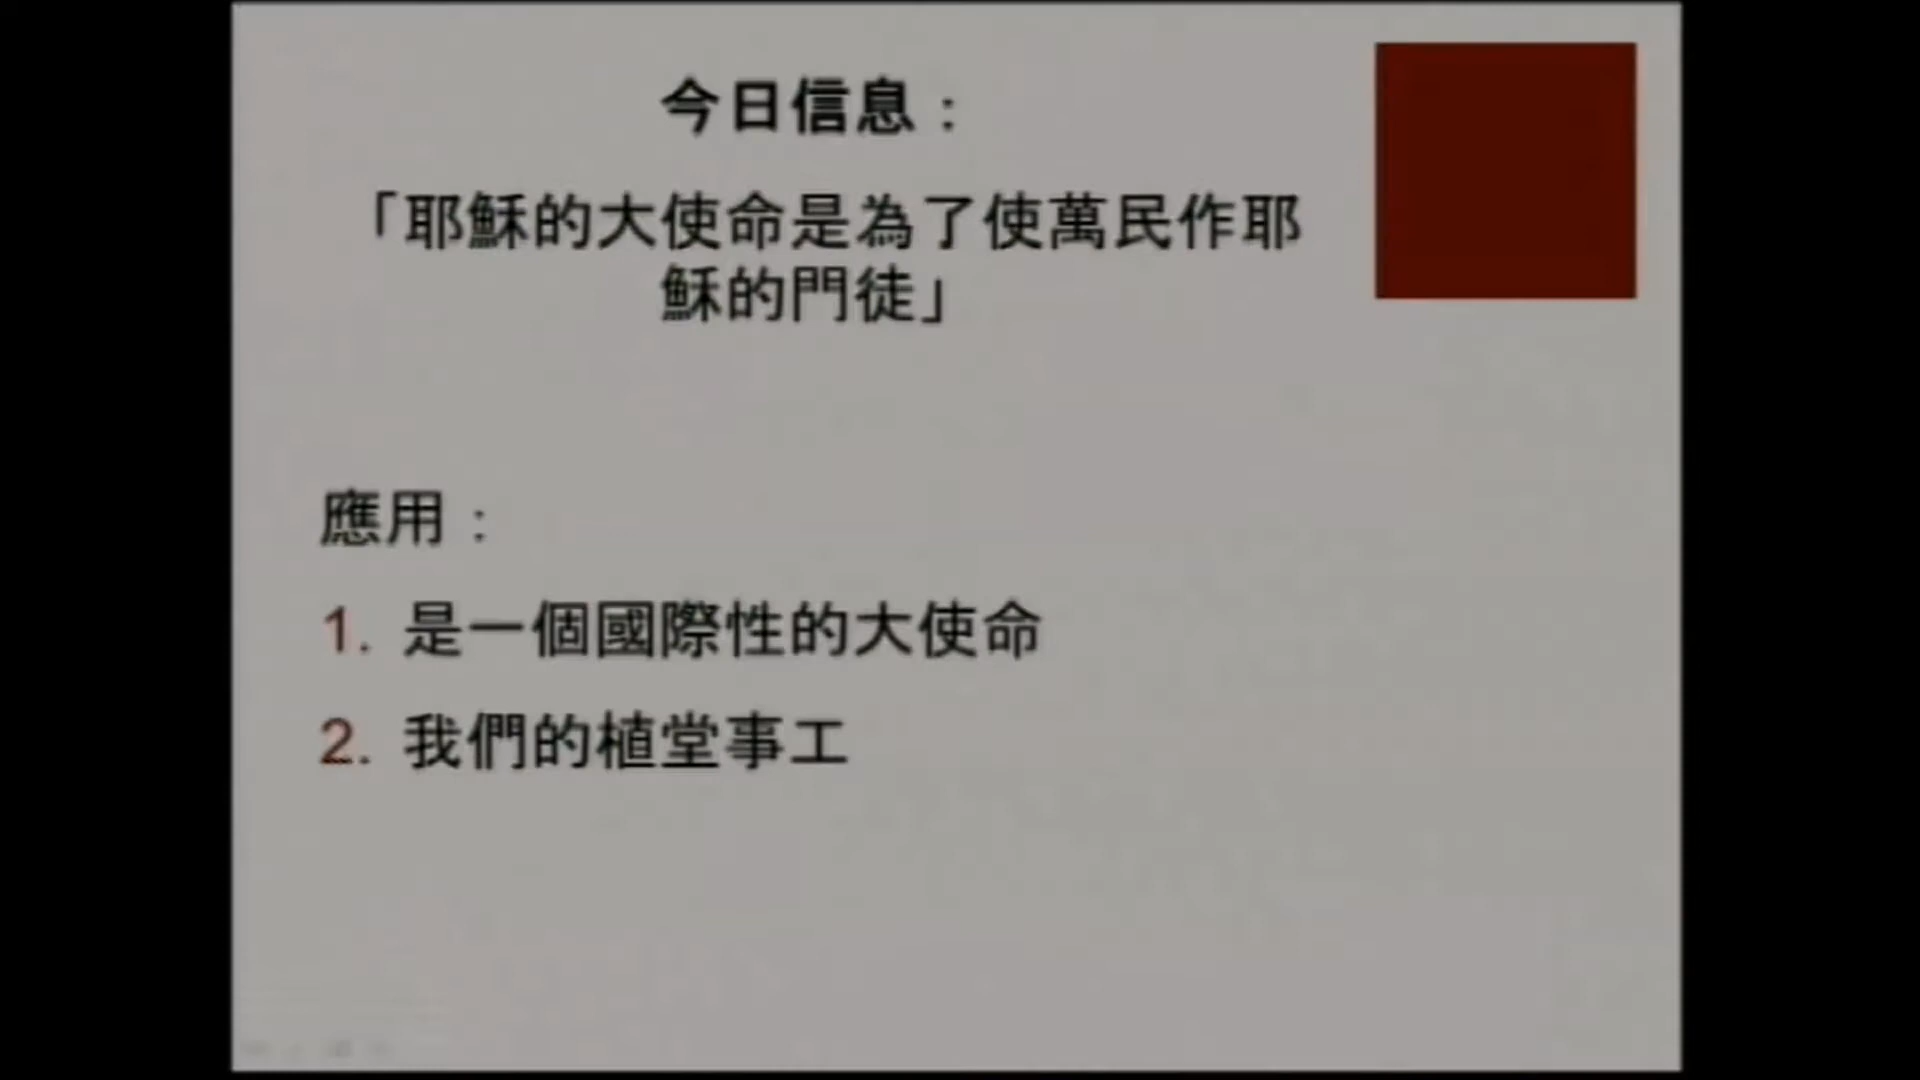 今日信息：
「耶穌的大使命是為了使萬民作耶
穌的門徒」
應用：
1. 是一個國際性的大使命
2. 我們的植堂事工